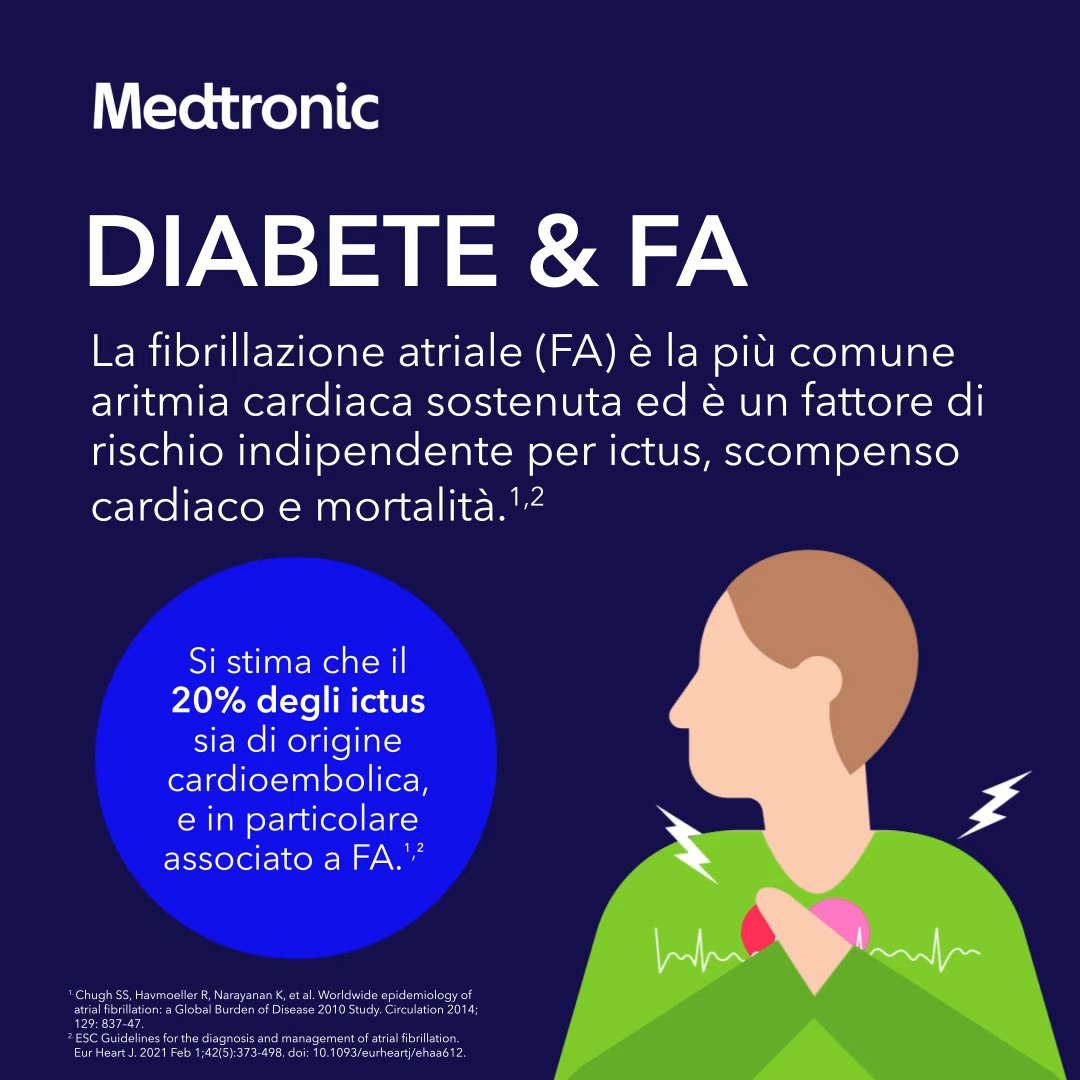 Medtronic
DIABETE & FA
La fibrillazione atriale (FA) è la più comune
aritmia cardiaca sostenuta ed è un fattore di
rischio indipendente per ictus, scompenso
cardiaco e mortalità.1,2
Si stima che il
20% degli ictus
sia di origine
cardioembolica,
e in particolare
associato a FA.1,2
1. Chugh SS, Havmoeller R, Narayanan K, et al. Worldwide epidemiology of
atrial fibrillation: a Global Burden of Disease 2010 Study. Circulation 2014;
129: 837–47.
2. ESC Guidelines for the diagnosis and management of atrial fibrillation.
Eur Heart J. 2021 Feb 1;42(5):373-498. doi: 10.1093/eurheartj/ehaa612.